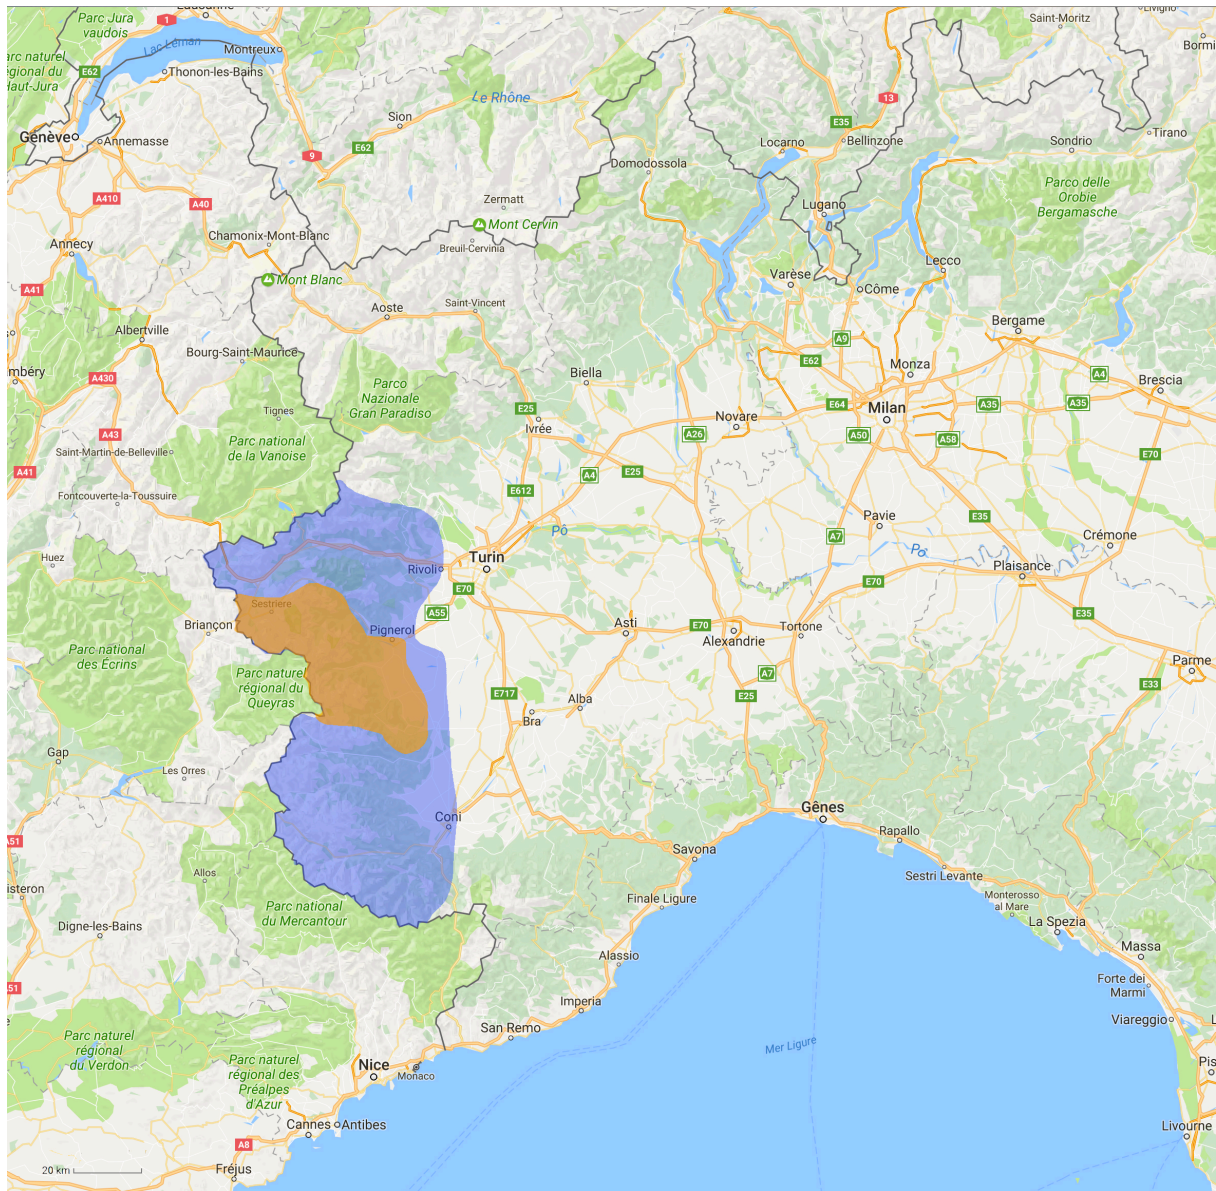 Parc Jura
vaudois
1
Lausanne
Lac Léman
Montreux
Parc naturel
régional du
Haut-Jura
E62
Thonon-les-Bains
Genève
Annemasse
Le Rhône
Sion
E62
9
Saint-Moritz
Livigno
Bormi
13
E35
Locarno
Bellinzone
Tirano
Sondrio
Domodossola
Parco delle
Orobie
Bergamasche
A410
A40
Zermatt
Mont Cervin
Lugano
Annecy
Chamonix-Mont-Blanc
Breuil-Cervinia
Lecco
Varèse
Côme
Mont Blanc
A41
Aoste
Saint-Vincent
Bergame
Albertville
A9
Bourg-Saint-Maurice
E62
Monza
mbéry
A430
Biella
Parco
Nazionale
Gran Paradiso
A4
Brescia
Tignes
E25
Ivrée
Novare
E64
Milan
A35
A35
A43
Parc national
de la Vanoise
A26
A50
A58
Saint-Martin-de-Belleville
A41
A4
E25
E70
Fontcouverte-la-Toussuire
E612
Pô
Pavie
E35
A7
Crémone
Huez
Turin
Rivoli
Pô
Plaisance
E70
E70
Sestriere
A55
E35
Briançon
Pignerol
Asti
E70
Alexandrie
Tortone
Parc national
des Écrins
Parme
Parc naturel
régional du
Queyras
A7
E33
E717
Alba
E25
Bra
Gap
Les Orres
Coni
Gênes
A51
Rapallo
Savona
Allos
Sestri Levante
isteron
Finale Ligure
Monterosso
al Mare
Parc national
du Mercantour
La Spezia
Digne-les-Bains
Massa
Alassio
A51
Forte dei
Marmi
Imperia
Viareggio
San Remo
Parc naturel
régional
du Verdon
Mer Ligure
Nice
Monaco
Pis
Parc naturel
régional des
Préalpes
d'Azur
Cannes
Antibes
Livourne
A8
Fréjus
20 km